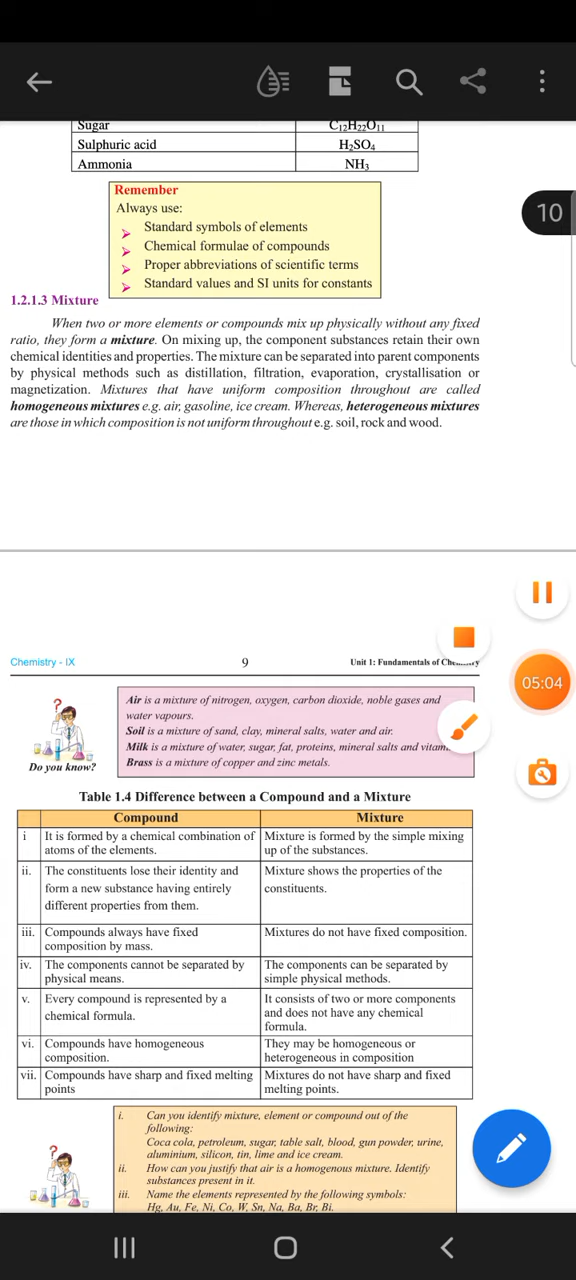 Sugar C₁₂H₂₂O₁₁
Sulphuric acid H₂SO₄
Ammonia NH₃
Remember
Always use:
Standard symbols of elements
Chemical formulae of compounds
Proper abbreviations of scientific terms
Standard values and SI units for constants
10
1.2.1.3 Mixture
When two or more elements or compounds mix up physically without any fixed
ratio, they form a mixture. On mixing up, the component substances retain their own
chemical identities and properties. The mixture can be separated into parent components
by physical methods such as distillation, filtration, evaporation, crystallisation or
magnetization. Mixtures that have uniform composition throughout are called
homogeneous mixtures e.g. air, gasoline, ice cream. Whereas, heterogeneous mixtures
are those in which composition is not uniform throughout e.g. soil, rock and wood.
Chemistry - IX 9 Unit 1: Fundamentals of
05:04
Air is a mixture of nitrogen, oxygen, carbon dioxide, noble gases and
water vapours.
Soil is a mixture of sand, clay, mineral salts, water and air.
Milk is a mixture of water, sugar, fat, proteins, mineral salts and
Brass is a mixture of copper and zinc metals.
Do you know?
Table 1.4 Difference between a Compound and a Mixture
Compound Mixture
i It is formed by a chemical combination of Mixture is formed by the simple mixing
atoms of the elements. up of the substances.
ii. The constituents lose their identity and Mixture shows the properties of the
form a new substance having entirely constituents.
different properties from them.
iii. Compounds always have fixed Mixtures do not have fixed composition.
composition by mass.
iv. The components cannot be separated by The components can be separated by
physical means. simple physical methods.
v. Every compound is represented by a It consists of two or more components
chemical formula. and does not have any chemical
formula.
vi. Compounds have homogeneous They may be homogeneous or
composition. heterogeneous in composition
vii. Compounds have sharp and fixed melting Mixtures do not have sharp and fixed
points melting points.
i. Can you identify mixture, element or compound out of the
following:
Coca cola, petroleum, sugar, table salt, blood, gun powder, urine,
aluminium, silicon, tin, lime and ice cream.
ii. How can you justify that air is a homogenous mixture. Identify
substances present in it.
iii. Name the elements represented by the following symbols:
Hg, Au, Fe, Ni, Co, W, Sn, Na, Ba, Br, Bi.